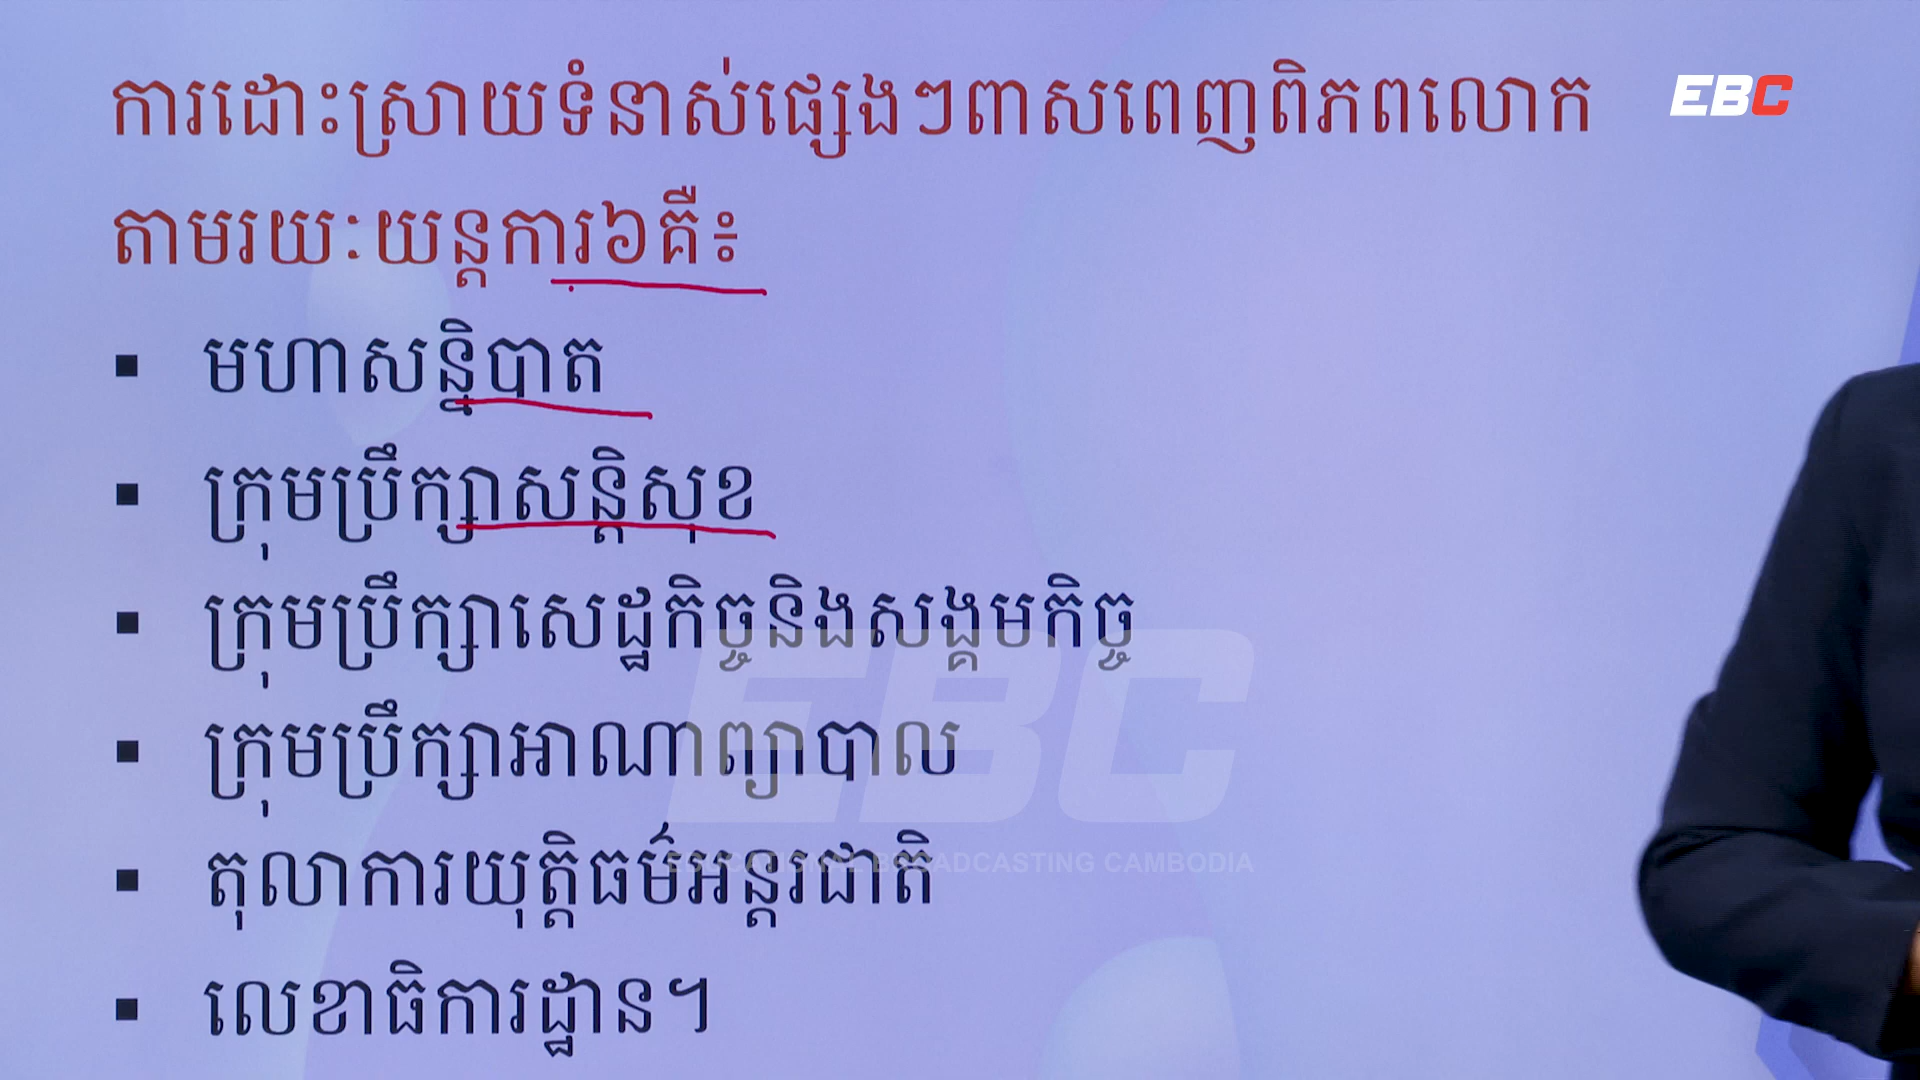 ការដោះស្រាយទំនាស់ផ្សេងៗពាសពេញពិភពលោក
EBC
តាមរយៈយន្តការ៦គឺ៖
▪ មហាសន្និបាត
▪ ក្រុមប្រឹក្សាសន្តិសុខ
▪ ក្រុមប្រឹក្សាសេដ្ឋកិច្ចនិងសង្គមកិច្ច
▪ ក្រុមប្រឹក្សាអាណាព្យាបាល
EBC
EDUCATIONAL BROADCASTING CAMBODIA
▪ តុលាការយុត្តិធម៌អន្តរជាតិ
▪ លេខាធិការដ្ឋាន។